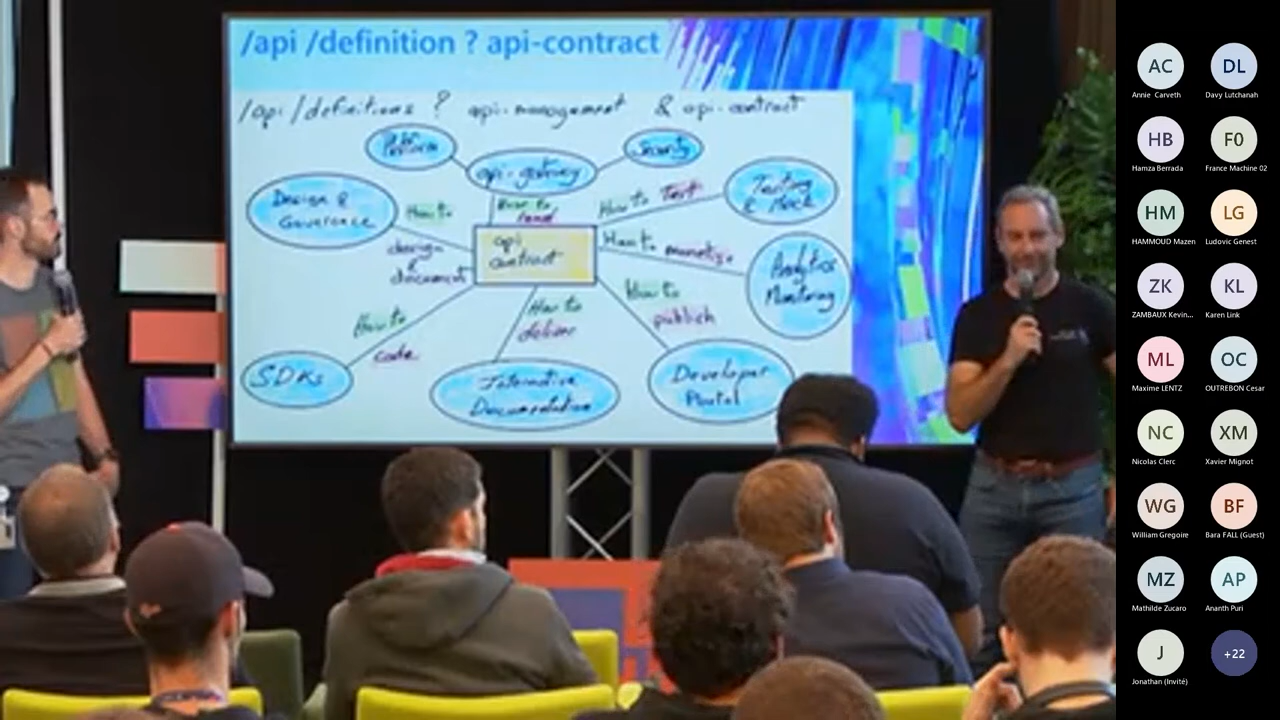 /api /definition ? api-contract
/api/definitions ? api-management & api-contract
Platform
Security
api-gateway
Design &
Governance
How to
design
&
document
How to
read
How to Test
Testing
& Mock
api
contract
How to monetize
Analytics
Monitoring
How to
code
How to
deliver
How to
publish
SDKs
Interactive
Documentation
Developer
Portal
AC
Annie Carveth
DL
Davy Lutchanah
HB
Hamza Berrada
F0
France Machine 02
HM
HAMMOUD Mazen
LG
Ludovic Genest
ZK
ZAMBAUX Kevin...
KL
Karen Link
ML
Maxime LENTZ
OC
OUTREBON Cesar
NC
Nicolas Clerc
XM
Xavier Mignot
WG
William Gregoire
BF
Bara FALL (Guest)
MZ
Mathilde Zucaro
AP
Ananth Puri
J
Jonathan (Invité)
+22